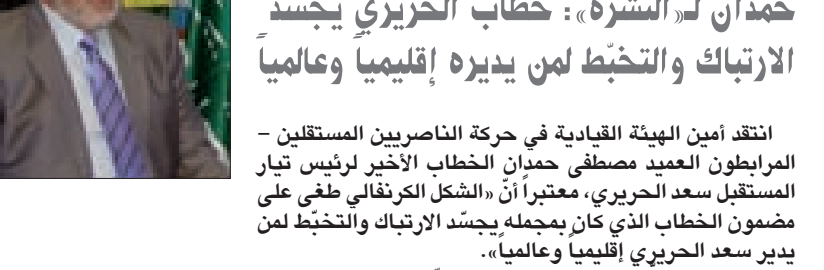 حمدان لـ«النشرة»: خطاب الحريري يجسّد
الارتباك والتخبّط لمن يديره إقليمياً وعالمياً
انتقد أمين الهيئة القيادية في حركة الناصريين المستقلين –
المرابطون العميد مصطفى حمدان الخطاب الأخير لرئيس تيار
المستقبل سعد الحريري، معتبراً أنّ «الشكل الكرنفالي طغى على
مضمون الخطاب الذي كان بمجمله يجسّد الارتباك والتخبّط لمن
يدير سعد الحريري إقليمياً وعالمياً».